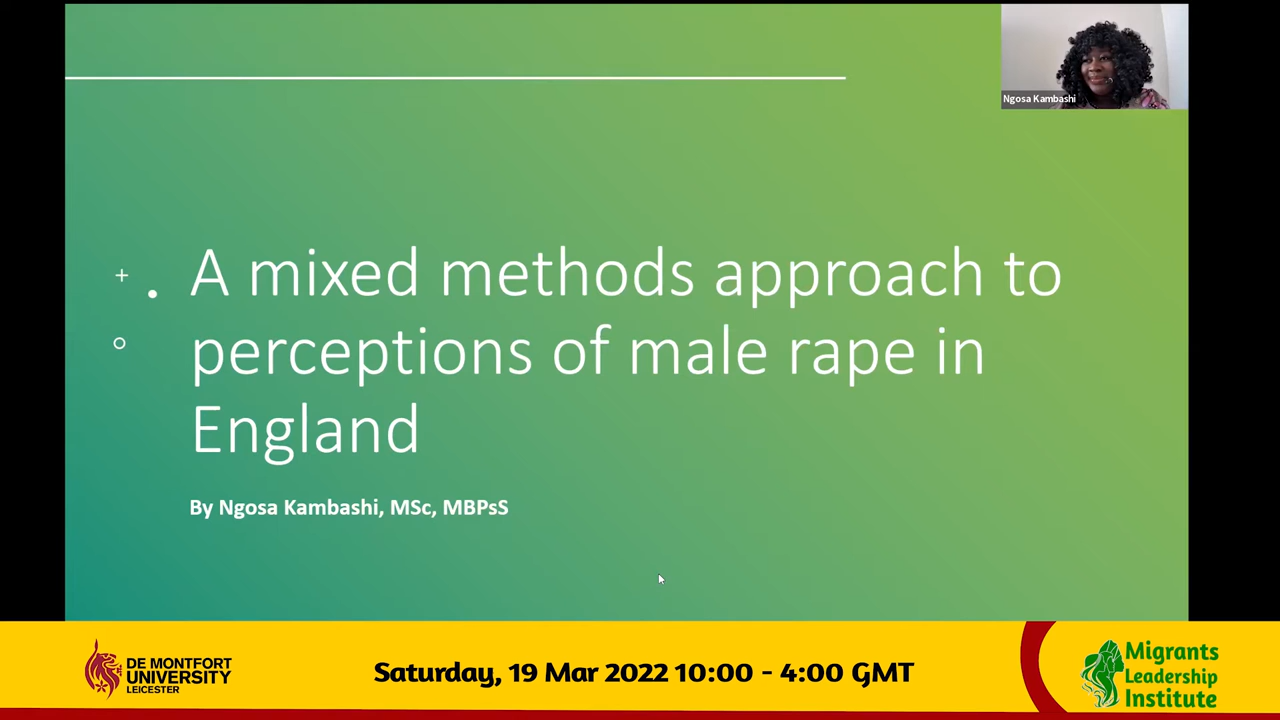 Ngosa Kambashi
A mixed methods approach to
perceptions of male rape in
England
By Ngosa Kambashi, MSc, MBPsS
DE MONTFORT
UNIVERSITY
LEICESTER
Saturday, 19 Mar 2022 10:00 - 4:00 GMT
Migrants
Leadership
Institute